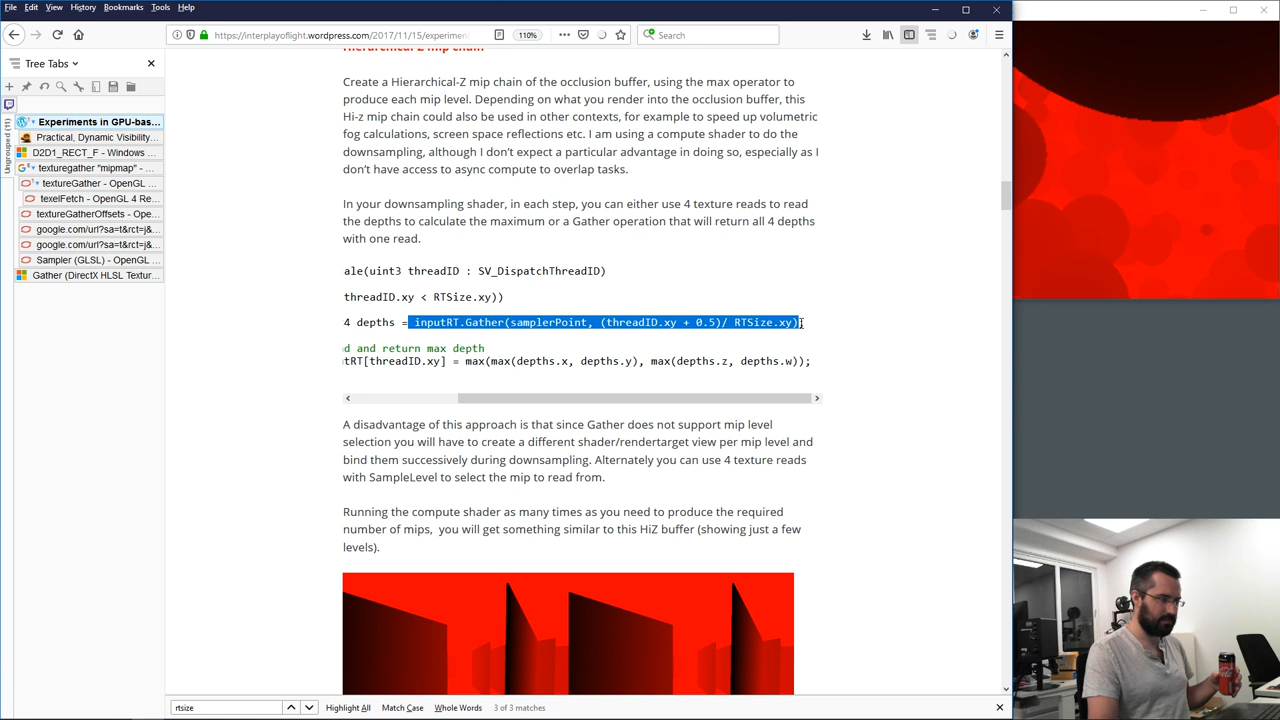 File Edit View History Bookmarks Tools Help
https://interplayoflight.wordpress.com/2017/11/15/experimen
110%
Search
Tree Tabs
Ungrouped (11)
Experiments in GPU-bas...
Practical, Dynamic Visibility...
D2D1_RECT_F - Windows ...
texturegather "mipmap" - ...
textureGather - OpenGL ...
texelFetch - OpenGL 4 Re...
textureGatherOffsets - Ope...
google.com/url?sa=t&rct=j&...
google.com/url?sa=t&rct=j&...
Sampler (GLSL) - OpenGL...
Gather (DirectX HLSL Textur...
Hierarchical-Z mip chain
Create a Hierarchical-Z mip chain of the occlusion buffer, using the max operator to
produce each mip level. Depending on what you render into the occlusion buffer, this
Hi-z mip chain could also be used in other contexts, for example to speed up volumetric
fog calculations, screen space reflections etc. I am using a compute shader to do the
downsampling, although I don't expect a particular advantage in doing so, especially as I
don't have access to async compute to overlap tasks.
In your downsampling shader, in each step, you can either use 4 texture reads to read
the depths to calculate the maximum or a Gather operation that will return all 4 depths
with one read.
ale(uint3 threadID : SV_DispatchThreadID)
threadID.xy < RTSize.xy))
4 depths = inputRT.Gather(samplerPoint, (threadID.xy + 0.5)/ RTSize.xy)
d and return max depth
tRT[threadID.xy] = max(max(depths.x, depths.y), max(depths.z, depths.w));
A disadvantage of this approach is that since Gather does not support mip level
selection you will have to create a different shader/rendertarget view per mip level and
bind them successively during downsampling. Alternately you can use 4 texture reads
with SampleLevel to select the mip to read from.
Running the compute shader as many times as you need to produce the required
number of mips, you will get something similar to this HiZ buffer (showing just a few
levels).
rtsize
Highlight All Match Case Whole Words 3 of 3 matches